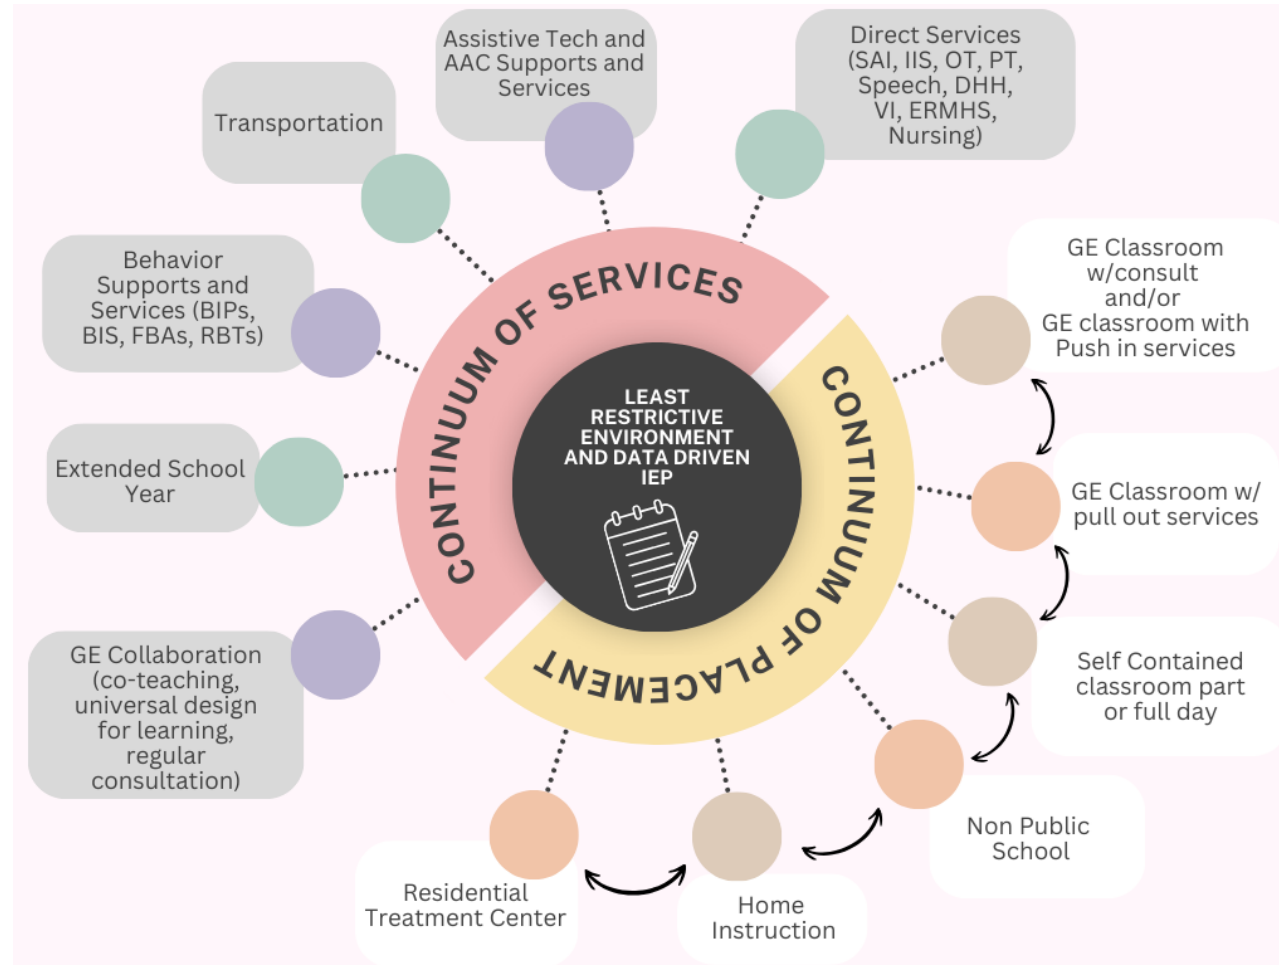 Assistive Tech and
AAC Supports and
Services
Direct Services
(SAI, IIS, OT, PT,
Speech, DHH,
VI, ERMHS,
Nursing)
Transportation
Behavior
Supports and
Services (BIPs,
BIS, FBAs, RBTs)
Extended School
Year
GE Collaboration
(co-teaching,
universal design
for learning,
regular
consultation)
CONTINUUM OF SERVICES
LEAST
RESTRICTIVE
ENVIRONMENT
AND DATA DRIVEN
IEP
CONTINUUM OF PLACEMENT
GE Classroom
w/consult
and/or
GE classroom with
Push in services
GE Classroom w/
pull out services
Self Contained
classroom part
or full day
Non Public
School
Home
Instruction
Residential
Treatment Center